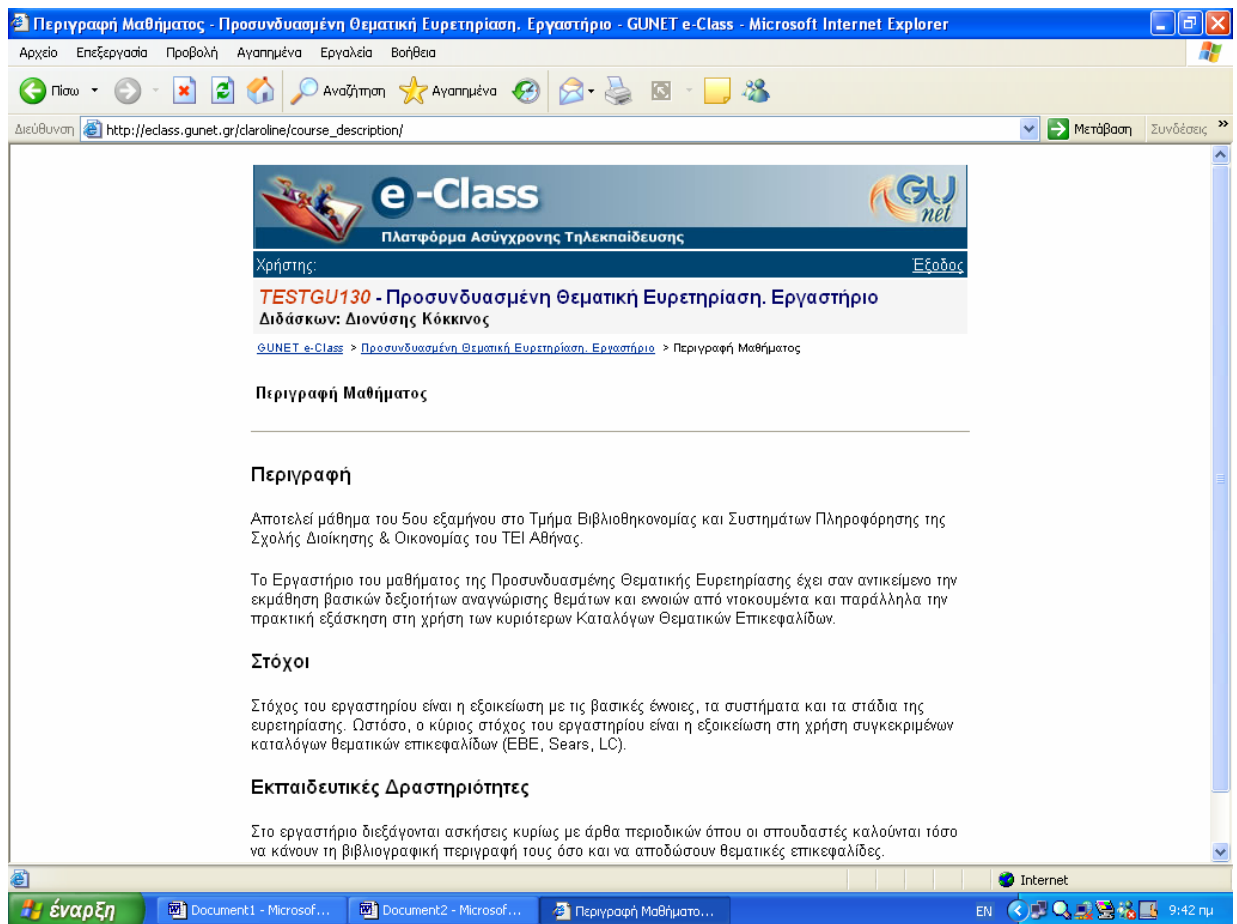 Περιγραφή Μαθήματος - Προσυνδυασμένη Θεματική Ευρετηρίαση. Εργαστήριο - GUNET e-Class - Microsoft Internet Explorer
Αρχείο Επεξεργασία Προβολή Αγαπημένα Εργαλεία Βοήθεια
Πίσω Αναζήτηση Αγαπημένα
Διεύθυνση http://eclass.gunet.gr/claroline/course_description/ Μετάβαση Συνδέσεις »
e-Class GU net
Πλατφόρμα Ασύγχρονης Τηλεκπαίδευσης
Χρήστης: Έξοδος
TESTGU130 - Προσυνδυασμένη Θεματική Ευρετηρίαση. Εργαστήριο
Διδάσκων: Διονύσης Κόκκινος
GUNET e-Class > Προσυνδυασμένη Θεματική Ευρετηρίαση. Εργαστήριο > Περιγραφή Μαθήματος
Περιγραφή Μαθήματος
Περιγραφή
Αποτελεί μάθημα του 5ου εξαμήνου στο Τμήμα Βιβλιοθηκονομίας και Συστημάτων Πληροφόρησης της
Σχολής Διοίκησης & Οικονομίας του ΤΕΙ Αθήνας.
Το Εργαστήριο του μαθήματος της Προσυνδυασμένης Θεματικής Ευρετηρίασης έχει σαν αντικείμενο την
εκμάθηση βασικών δεξιοτήτων αναγνώρισης θεμάτων και εννοιών από ντοκουμέντα και παράλληλα την
πρακτική εξάσκηση στη χρήση των κυριότερων Καταλόγων Θεματικών Επικεφαλίδων.
Στόχοι
Στόχος του εργαστηρίου είναι η εξοικείωση με τις βασικές έννοιες, τα συστήματα και τα στάδια της
ευρετηρίασης. Ωστόσο, ο κύριος στόχος του εργαστηρίου είναι η εξοικείωση στη χρήση συγκεκριμένων
καταλόγων θεματικών επικεφαλίδων (ΕΒΕ, Sears, LC).
Εκπαιδευτικές Δραστηριότητες
Στο εργαστήριο διεξάγονται ασκήσεις κυρίως με άρθα περιοδικών όπου οι σπουδαστές καλούνται τόσο
να κάνουν τη βιβλιογραφική περιγραφή τους όσο και να αποδώσουν θεματικές επικεφαλίδες.
Internet
έναρξη Document1 - Microsof... Document2 - Microsof... Περιγραφή Μαθήματο... EN 9:42 πμ